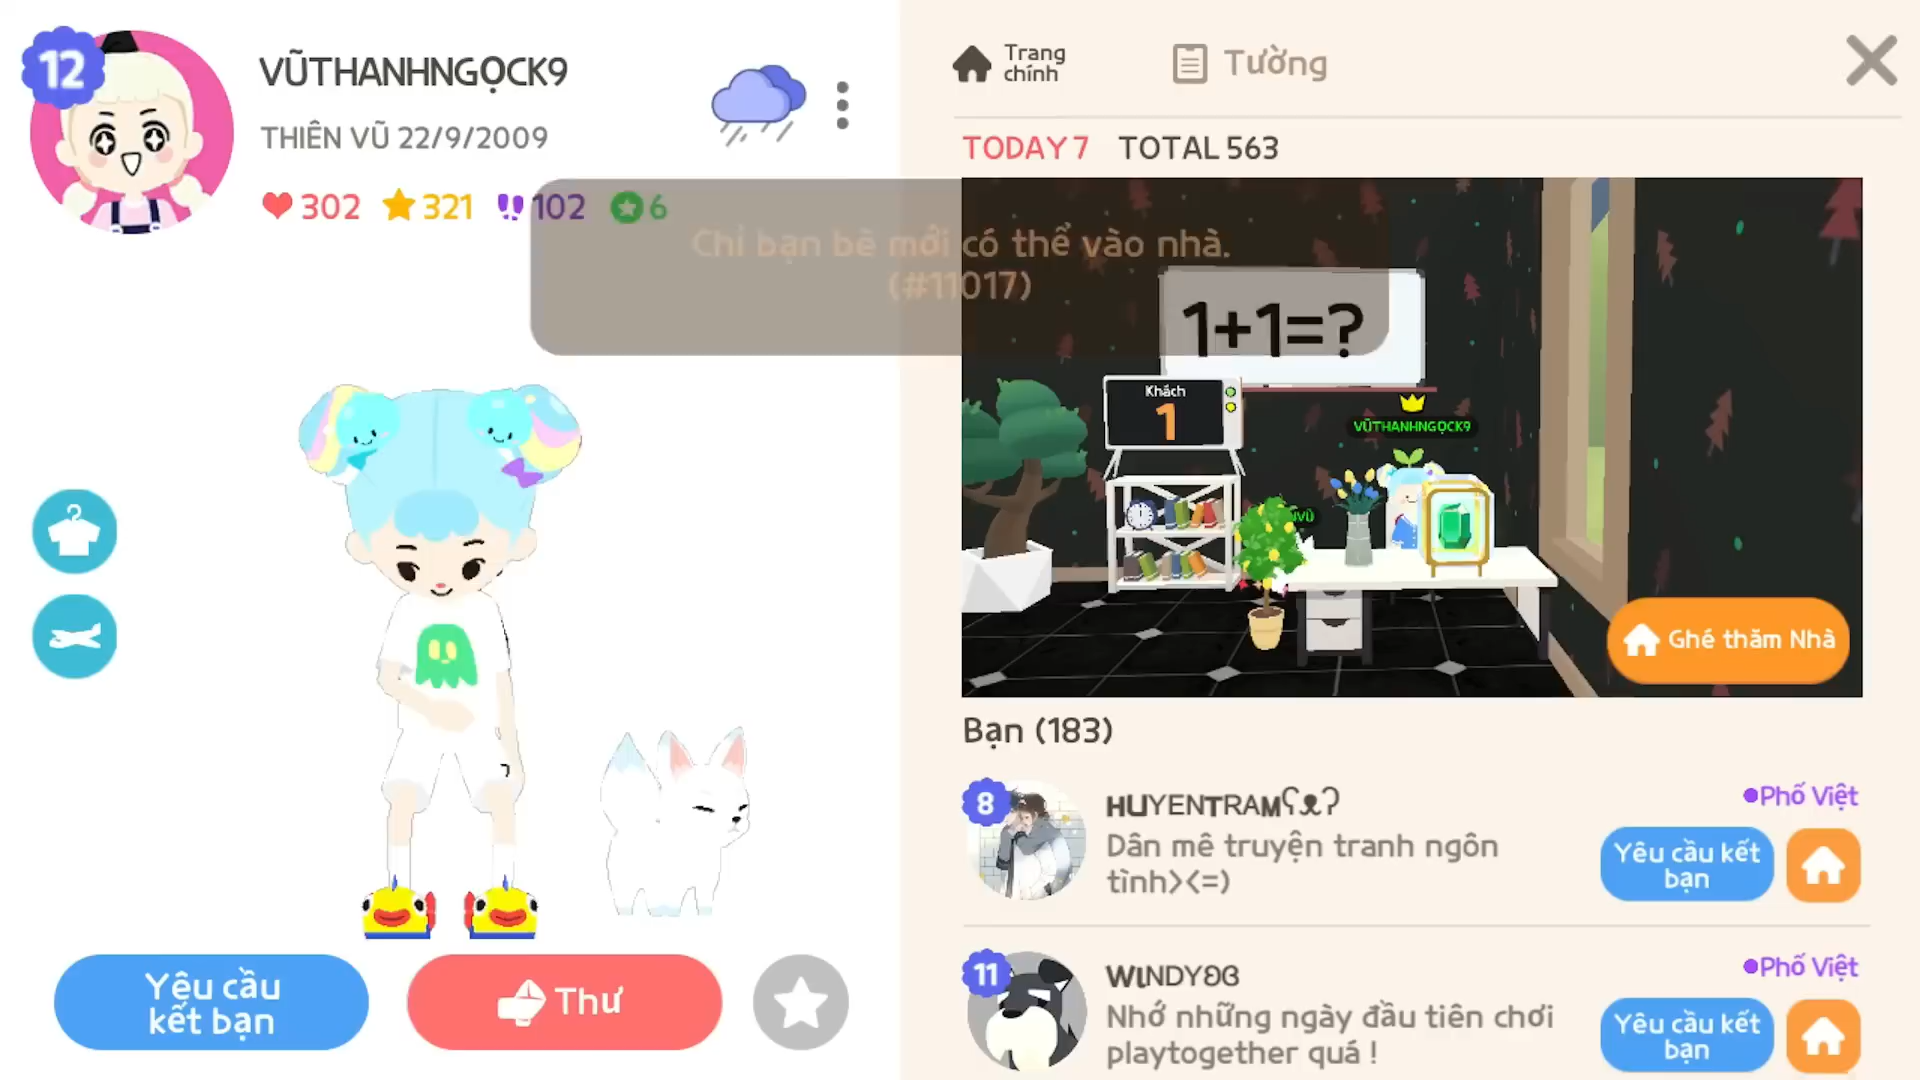 12
VŨTHANHNGỌCK9
THIÊN VŨ 22/9/2009
302 321 102 6
Trang
chính
Tường
TODAY 7 TOTAL 563
Chỉ bạn bè mới có thể vào nhà.
(#11017)
1+1=?
Khách
1
VŨTHANHNGỌCK9
Ghé thăm Nhà
Bạn (183)
8
HUYENTRAMʕᴥʔ
Phố Việt
Dân mê truyện tranh ngôn
tình><=)
Yêu cầu kết
bạn
11
Phố Việt
Nhớ những ngày đầu tiên chơi
playtogether quá !
Yêu cầu kết
bạn
Yêu cầu
kết bạn
Thư